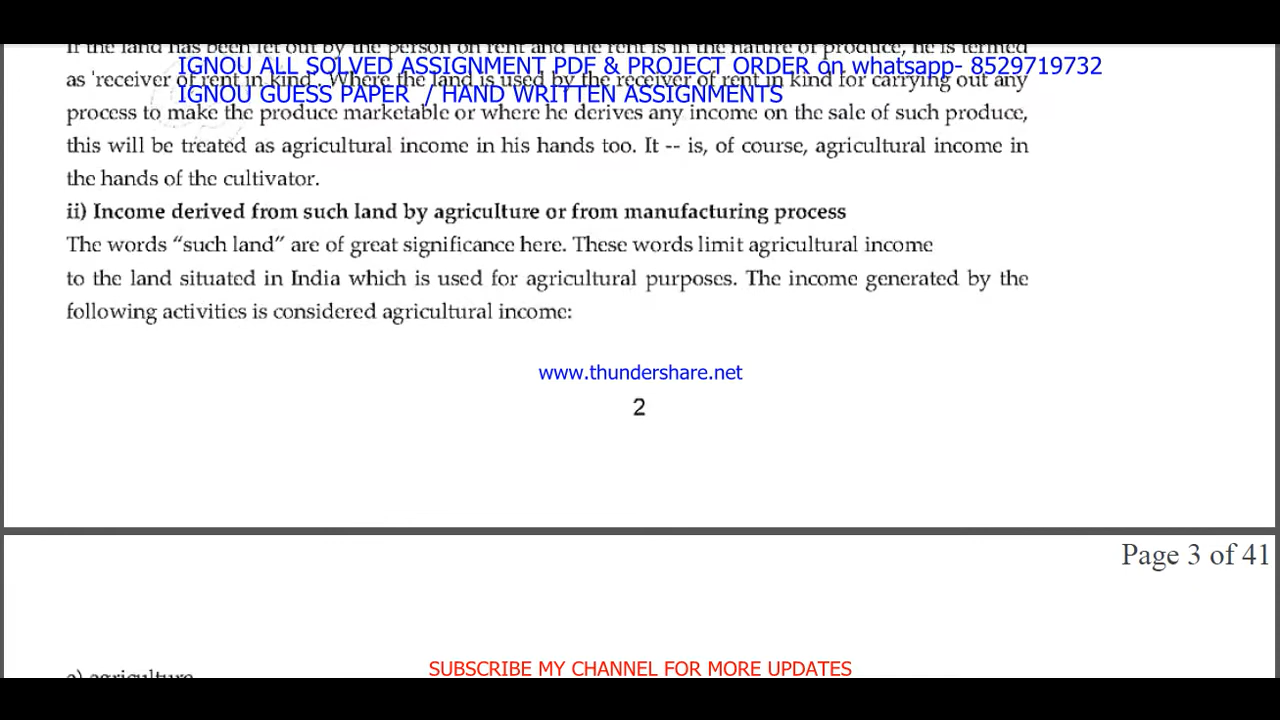 If the land has been let out by the person on rent and the rent is in the nature of produce, he is termed
IGNOU ALL SOLVED ASSIGNMENT PDF & PROJECT ORDER on whatsapp- 8529719732
as 'receiver of rent in kind'. Where the land is used by the receiver of rent in kind for carrying out any
IGNOU GUESS PAPER / HAND WRITTEN ASSIGNMENTS
process to make the produce marketable or where he derives any income on the sale of such produce,
this will be treated as agricultural income in his hands too. It -- is, of course, agricultural income in
the hands of the cultivator.
ii) Income derived from such land by agriculture or from manufacturing process
The words “such land” are of great significance here. These words limit agricultural income
to the land situated in India which is used for agricultural purposes. The income generated by the
following activities is considered agricultural income:
www.thundershare.net
2
Page 3 of 41
SUBSCRIBE MY CHANNEL FOR MORE UPDATES
agriculture